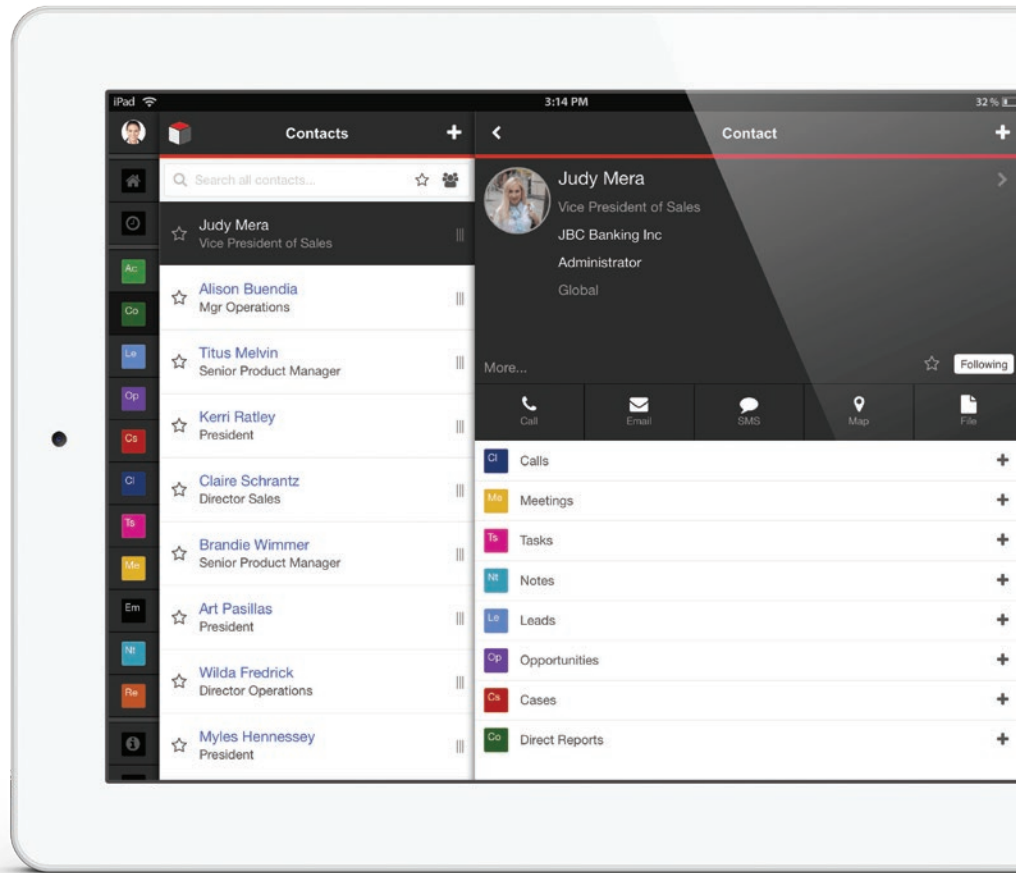 iPad
3:14 PM
32 %
Contacts
Contact
Search all contacts...
Judy Mera
Vice President of Sales
Alison Buendia
Mgr Operations
Titus Melvin
Senior Product Manager
Kerri Ratley
President
Claire Schrantz
Director Sales
Brandie Wimmer
Senior Product Manager
Art Pasillas
President
Wilda Fredrick
Director Operations
Myles Hennessey
President
Ac
Co
Le
Op
Cs
Cl
Ts
Me
Em
Nt
Re
Judy Mera
Vice President of Sales
JBC Banking Inc
Administrator
Global
More...
Following
Call
Email
SMS
Map
File
Cl Calls
Me Meetings
Ts Tasks
Nt Notes
Le Leads
Op Opportunities
Cs Cases
Co Direct Reports